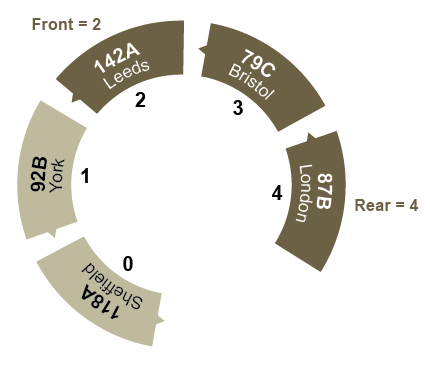 Front = 2
142A
Leeds
2
79C
Bristol
3
87B
London
4
Rear = 4
92B
York
1
0
118A
Sheffield